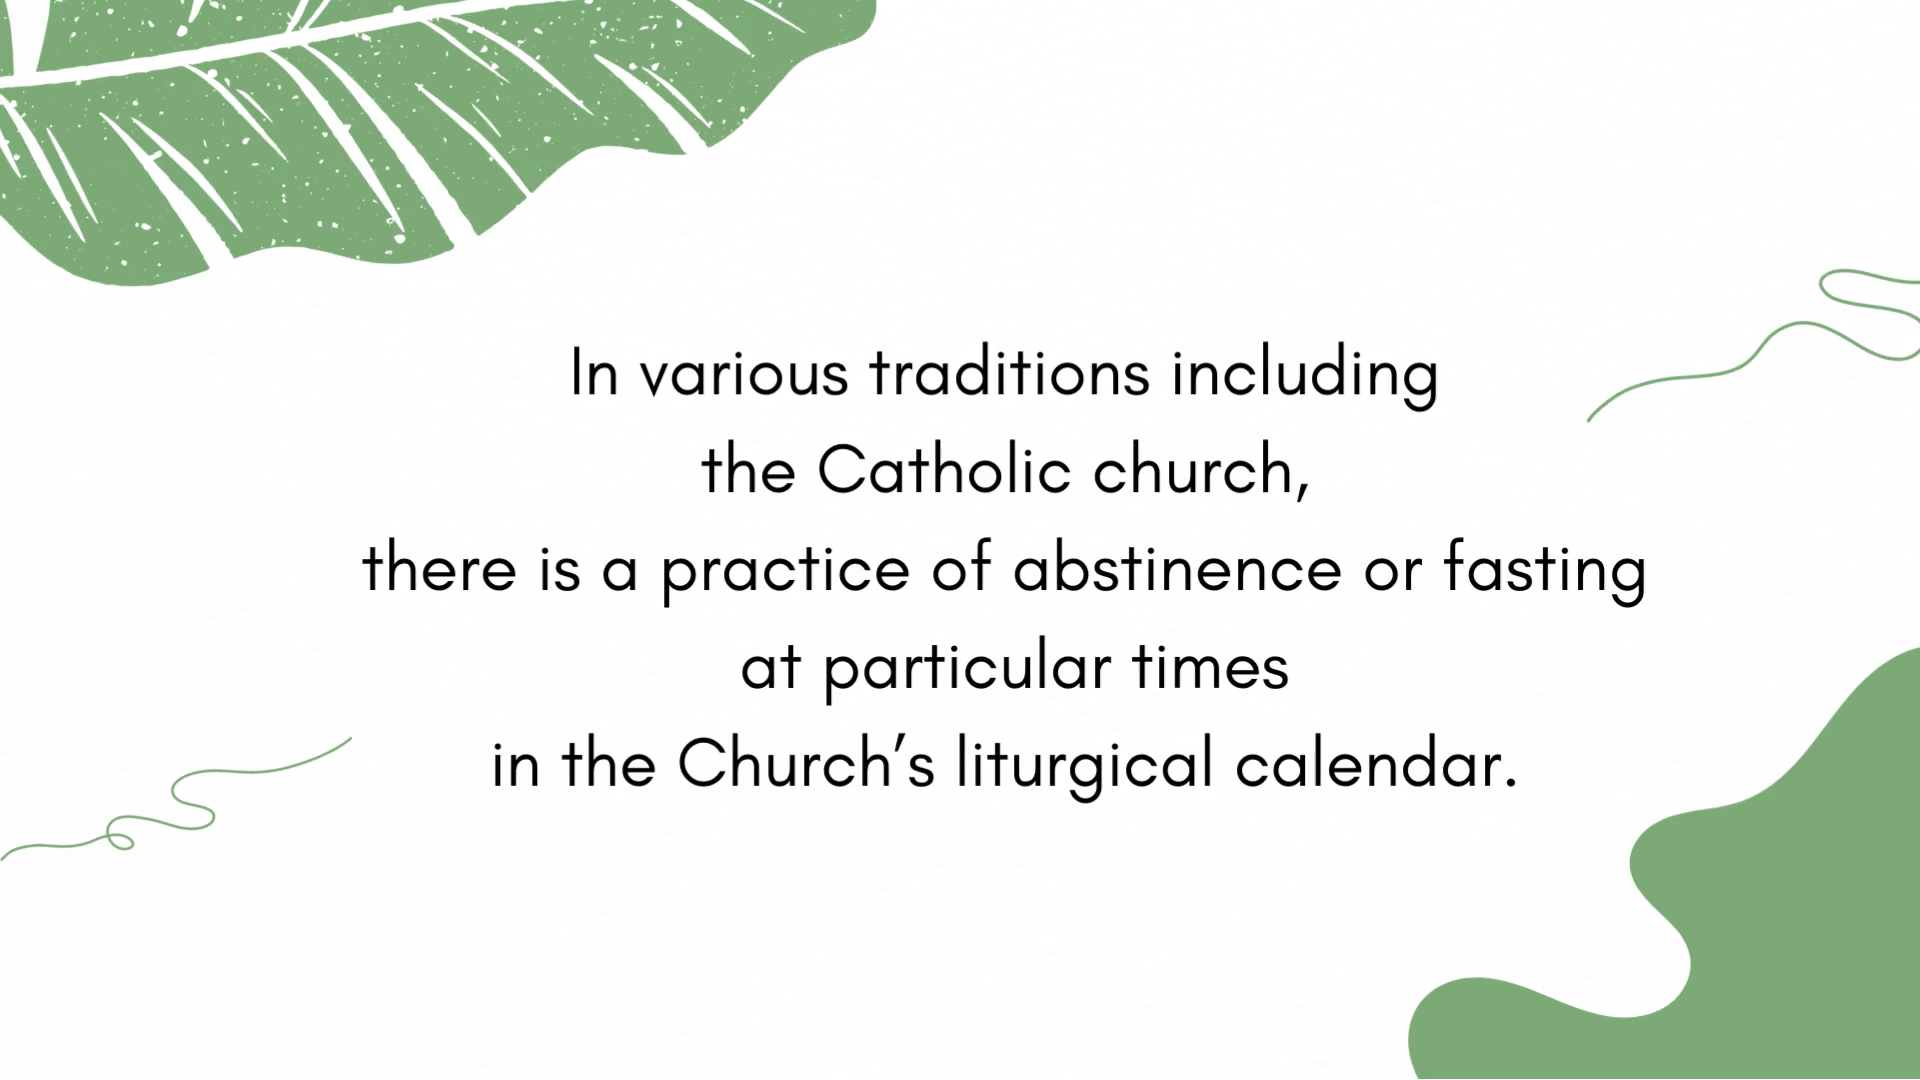 In various traditions including
the Catholic church,
there is a practice of abstinence or fasting
at particular times
in the Church’s liturgical calendar.